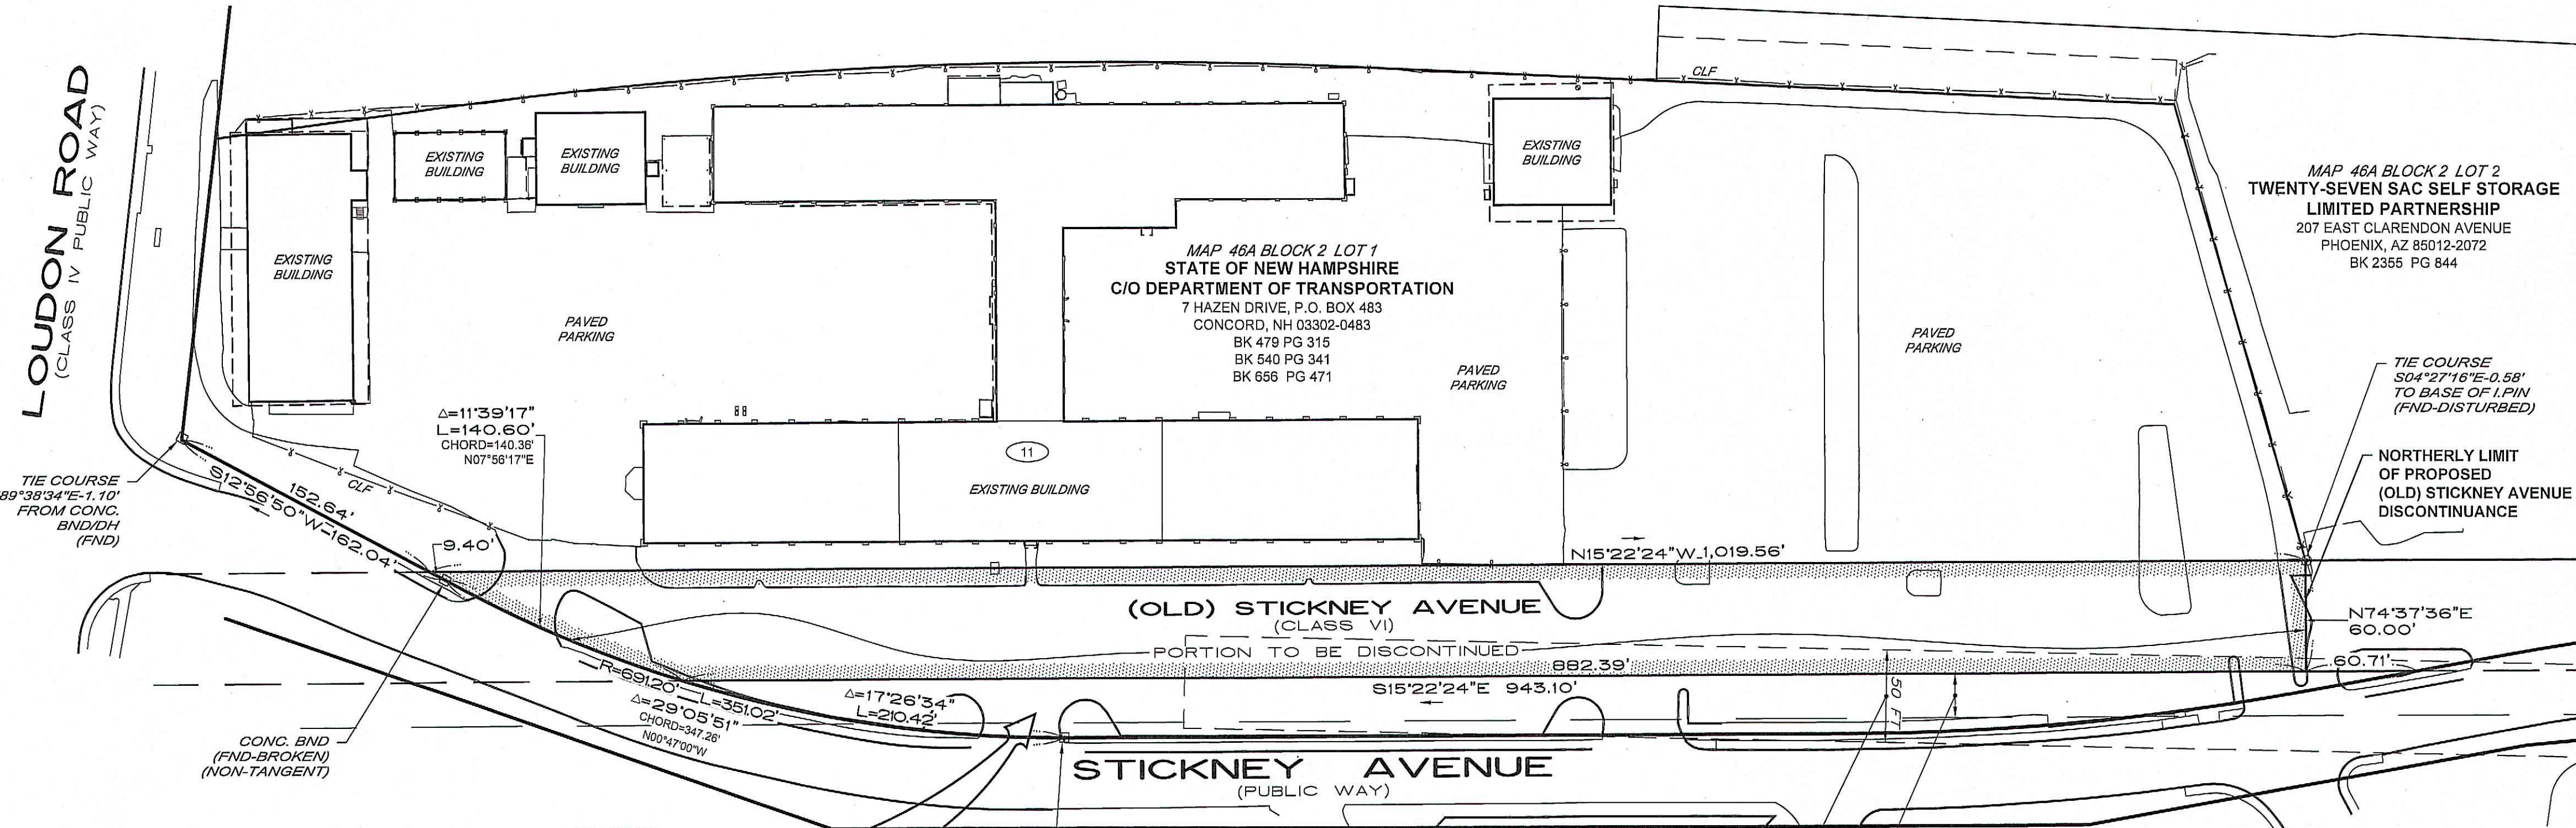 LOUDON ROAD
(CLASS IV PUBLIC WAY)
EXISTING
BUILDING
EXISTING
BUILDING
EXISTING
BUILDING
EXISTING
BUILDING
CLF
MAP 46A BLOCK 2 LOT 2
TWENTY-SEVEN SAC SELF STORAGE
LIMITED PARTNERSHIP
207 EAST CLARENDON AVENUE
PHOENIX, AZ 85012-2072
BK 2355 PG 844
MAP 46A BLOCK 2 LOT 1
STATE OF NEW HAMPSHIRE
C/O DEPARTMENT OF TRANSPORTATION
7 HAZEN DRIVE, P.O. BOX 483
CONCORD, NH 03302-0483
BK 479 PG 315
BK 540 PG 341
BK 656 PG 471
PAVED
PARKING
PAVED
PARKING
PAVED
PARKING
TIE COURSE
S04°27'16"E-0.58'
TO BASE OF I.PIN
(FND-DISTURBED)
NORTHERLY LIMIT
OF PROPOSED
(OLD) STICKNEY AVENUE
DISCONTINUANCE
Δ=11°39'17"
L=140.60'
CHORD=140.36'
N07°56'17"E
11
EXISTING BUILDING
TIE COURSE
89°38'34"E-1.10'
FROM CONC.
BND/DH
(FND)
152.64'
CLF
S12°56'50"W-162.04'
9.40'
N15°22'24"W 1,019.56'
(OLD) STICKNEY AVENUE
(CLASS VI)
PORTION TO BE DISCONTINUED
882.39'
S15°22'24"E 943.10'
N74°37'36"E
60.00'
60.71'
50 FT
R=691.20' L=351.02'
Δ=29°05'51"
CHORD=347.26'
N00°47'00"W
Δ=17°26'34"
L=210.42'
CONC. BND
(FND-BROKEN)
(NON-TANGENT)
STICKNEY AVENUE
(PUBLIC WAY)